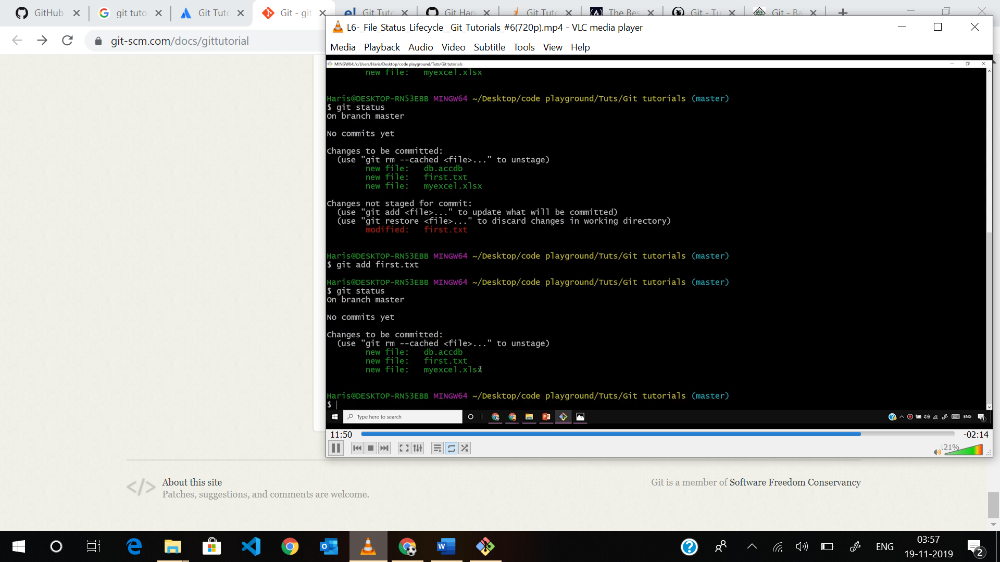 GitHub
git tuto
Git Tutc
Git - git
Git Tuto
Git Han
Git Tuto
The Bes
Git - Tu
Git - Ba
git-scm.com/docs/gittutorial
L6-_File_Status_Lifecycle__Git_Tutorials_#6(720p).mp4 - VLC media player
Media Playback Audio Video Subtitle Tools View Help
MINGW64:/c/Users/Haris/Desktop/code playground/Tuts/Git tutorials
new file:   myexcel.xlsx
Haris@DESKTOP-RN53EBB MINGW64 ~/Desktop/code playground/Tuts/Git tutorials (master)
$ git status
On branch master
No commits yet
Changes to be committed:
(use "git rm --cached <file>..." to unstage)
new file:   db.accdb
new file:   first.txt
new file:   myexcel.xlsx
Changes not staged for commit:
(use "git add <file>..." to update what will be committed)
(use "git restore <file>..." to discard changes in working directory)
modified:   first.txt
Haris@DESKTOP-RN53EBB MINGW64 ~/Desktop/code playground/Tuts/Git tutorials (master)
$ git add first.txt
Haris@DESKTOP-RN53EBB MINGW64 ~/Desktop/code playground/Tuts/Git tutorials (master)
$ git status
On branch master
No commits yet
Changes to be committed:
(use "git rm --cached <file>..." to unstage)
new file:   db.accdb
new file:   first.txt
new file:   myexcel.xlsx
Haris@DESKTOP-RN53EBB MINGW64 ~/Desktop/code playground/Tuts/Git tutorials (master)
$
Type here to search
ENG
11:50
-02:14
121%
About this site
Patches, suggestions, and comments are welcome.
Git is a member of Software Freedom Conservancy
ENG
03:57
19-11-2019
2